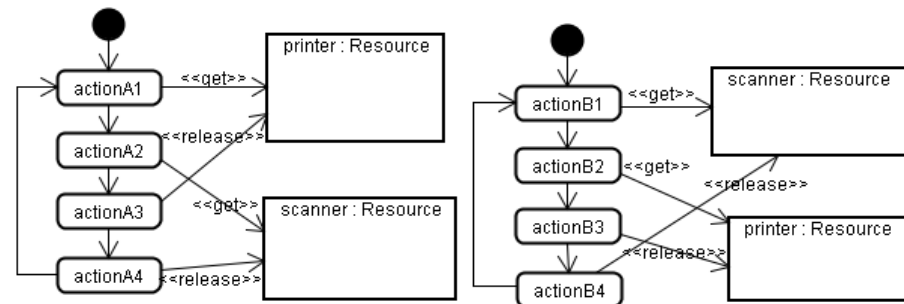 printer : Resource
<<get>>
actionA1
<<release>>
actionA2
<<get>>
actionA3
scanner : Resource
<<release>>
actionA4
scanner : Resource
<<get>>
actionB1
actionB2
<<get>>
<<release>>
actionB3
printer : Resource
<<release>>
actionB4